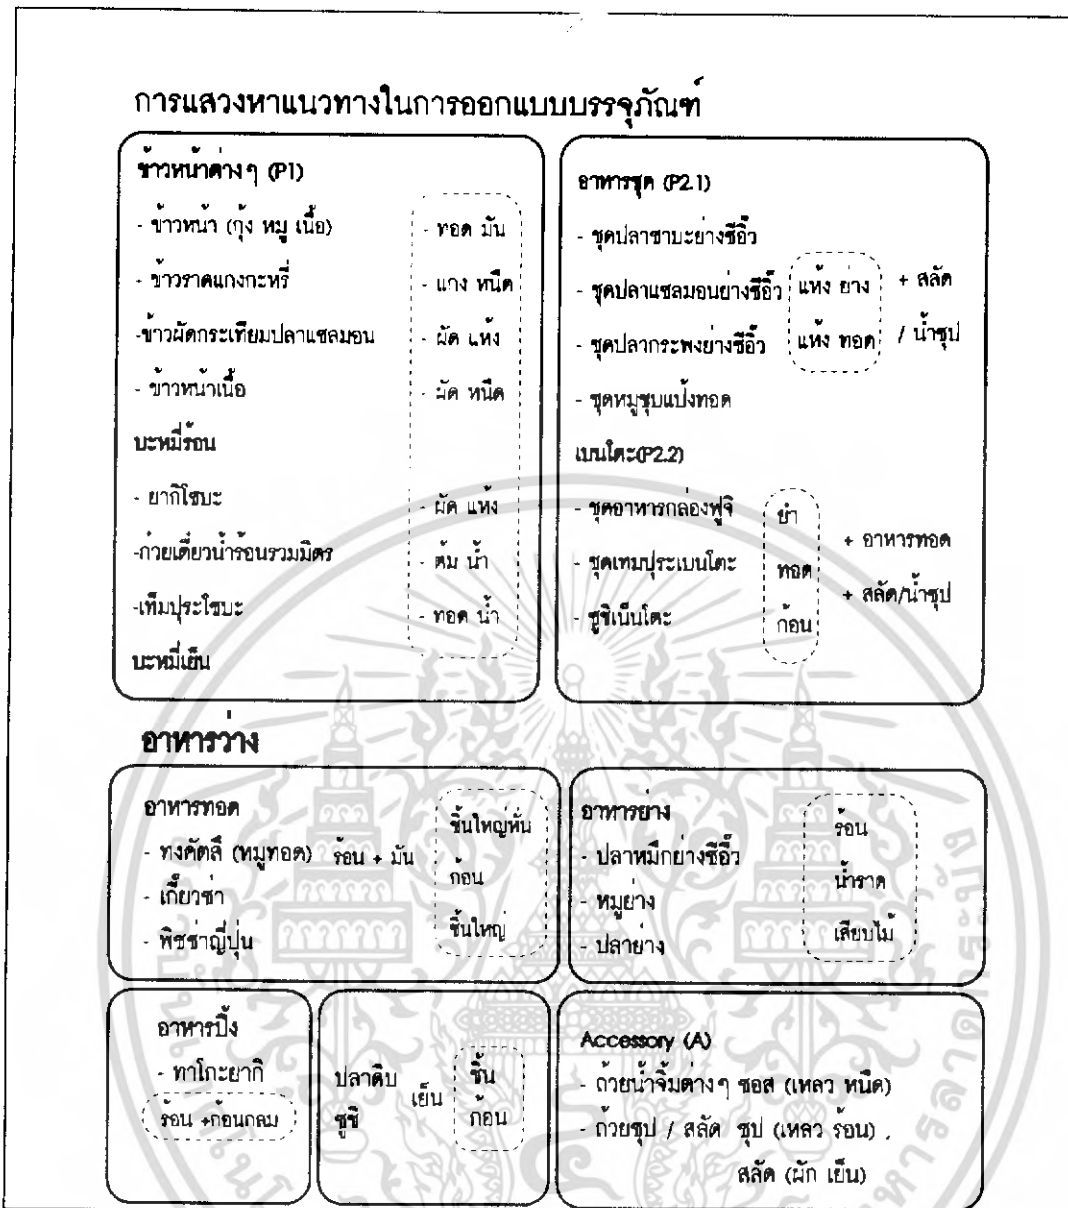 การแสวงหาแนวทางในการออกแบบบรรจุภัณฑ์
ข้าวหน้าต่างๆ (P1)
- ข้าวหน้า (กุ้ง หมู เนื้อ) - ทอด มัน
- ข้าวราดแกงกะหรี่ - แกง หนืด
-ข้าวผัดกระเทียมปลาแซลมอน - ผัด แห้ง
- ข้าวหน้าเนื้อ - ผัด หนืด
บะหมี่ร้อน
- ยากิโซบะ - ผัด แห้ง
-ก๋วยเตี่ยวน้ำร้อนรวมมิตร - ต้ม น้ำ
-เท็มปุระโซบะ - ทอด น้ำ
บะหมี่เย็น
อาหารชุด (P2.1)
- ชุดปลาซาบะย่างซีอิ๊ว
- ชุดปลาแซลมอนย่างซีอิ๊ว แห้ง ย่าง + สลัด
- ชุดปลากระพงย่างซีอิ๊ว แห้ง ทอด / น้ำซุป
- ชุดหมูชุบแป้งทอด
เบนโตะ(P2.2)
- ชุดอาหารกล่องฟูจิ ยำ
+ อาหารทอด
- ชุดเทมปุระเบนโตะ ทอด
+ สลัด/น้ำซุป
- ซูชิเบ็นโตะ ก้อน
อาหารว่าง
อาหารทอด ชิ้นใหญ่หั่น
- ทงคัตสึ (หมูทอด) ร้อน + มัน
- เกี๊ยวซ่า ก้อน
- พิซซ่าญี่ปุ่น ชิ้นใหญ่
อาหารย่าง ร้อน
- ปลาหมึกย่างซีอิ๊ว
- หมูย่าง น้ำราด
- ปลาย่าง เสียบไม้
อาหารปิ้ง
- ทาโกะยากิ
ร้อน +ก้อนกลม
ปลาดิบ เย็น ชิ้น
ซูชิ ก้อน
Accessory (A)
- ถ้วยน้ำจิ้มต่างๆ ซอส (เหลว หนืด)
- ถ้วยซุป / สลัด ซุป (เหลว ร้อน) ,
สลัด (ผัก เย็น)